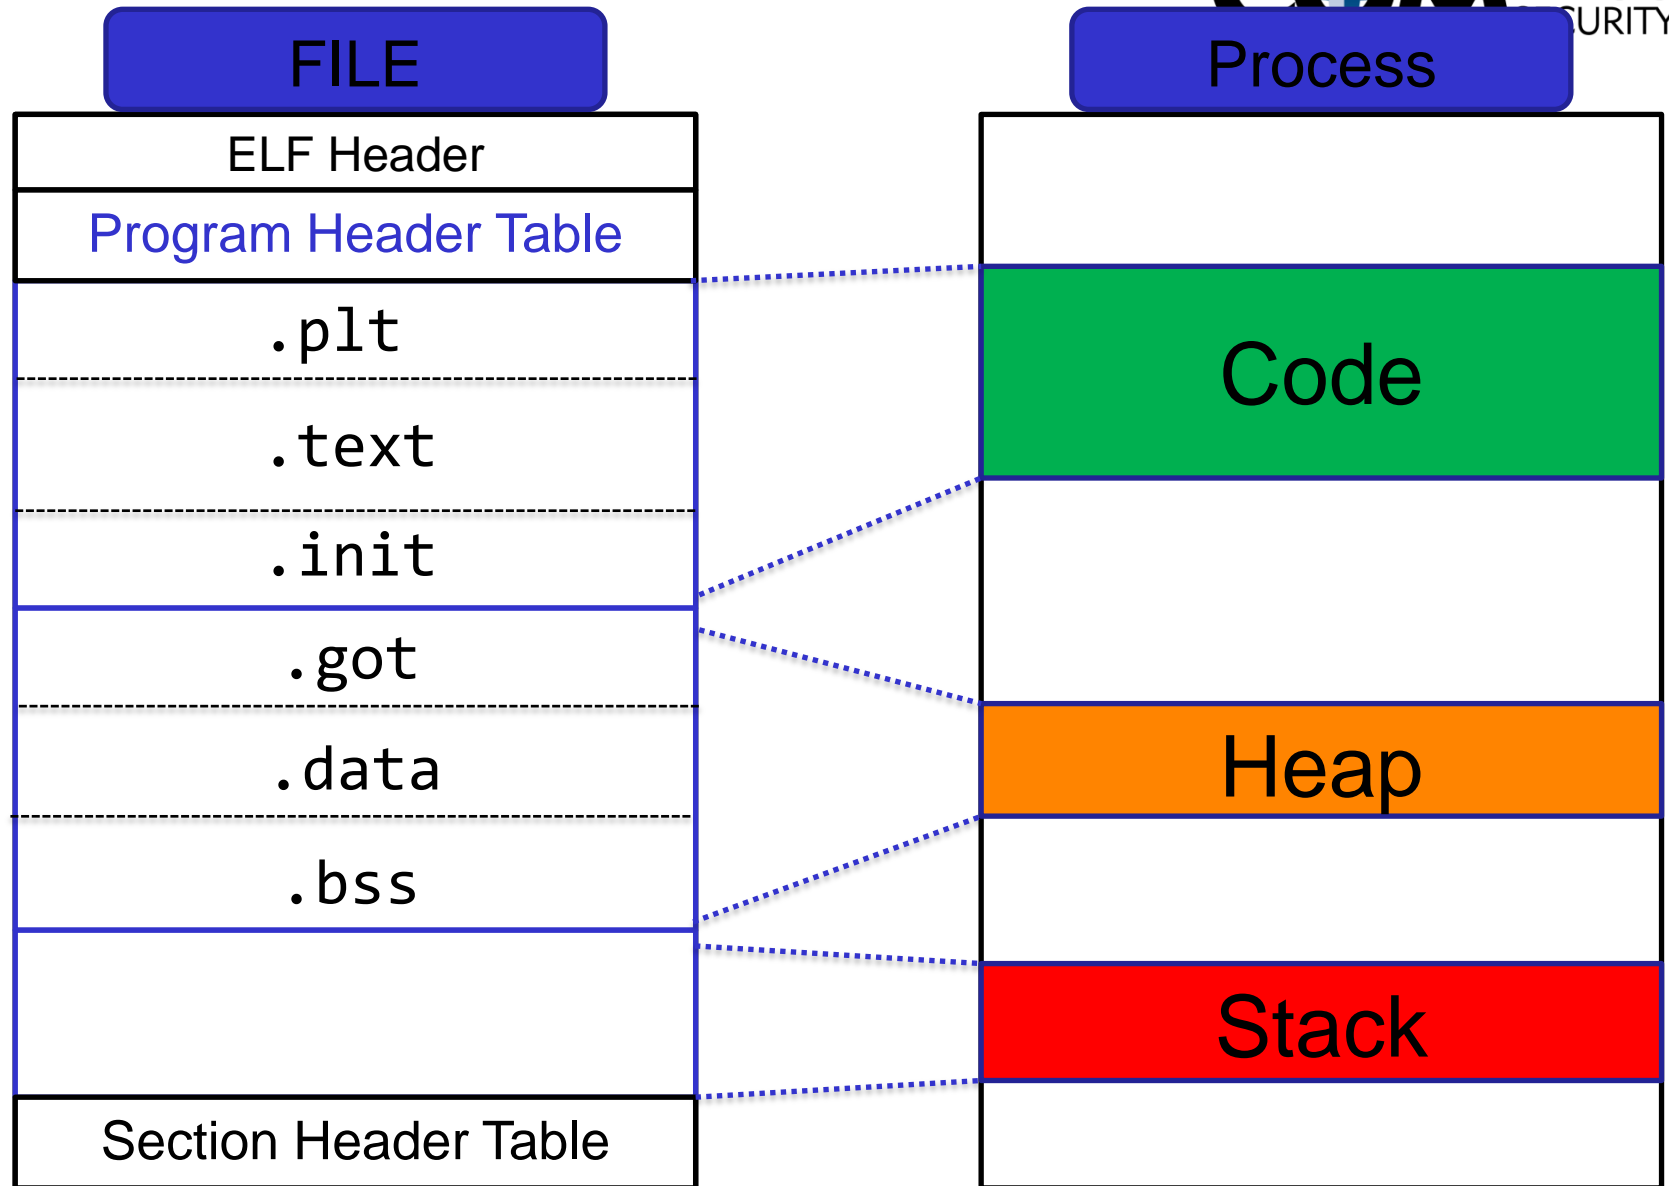 URITY
FILE
Process
ELF Header
Program Header Table
.plt
.text
.init
.got
.data
.bss
Section Header Table
Code
Heap
Stack